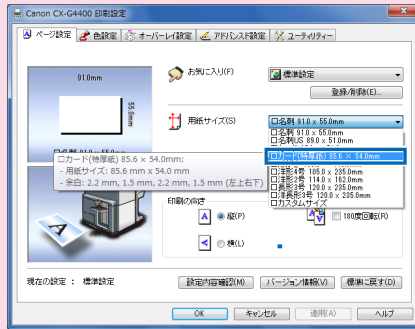 Canon CX-G4400 印刷設定
ページ設定 色設定 オーバーレイ設定 アドバンスド設定 ユーティリティー
91.0mm
55.0mm
お気に入り(F)
標準設定
登録/削除(E)...
用紙サイズ(S)
名刺 91.0 x 55.0mm
名刺 91.0 x 55.0mm
名刺US 89.0 x 51.0mm
カード(特厚紙) 85.6 × 54.0mm
洋形4号 105.0 x 235.0mm
洋形2号 114.0 x 162.0mm
長形3号 120.0 x 235.0mm
洋長形3号 120.0 x 235.0mm
カスタムサイズ
カード(特厚紙) 85.6 × 54.0mm:
- 用紙サイズ: 85.6 mm x 54.0 mm
- 余白: 2.2 mm, 1.5 mm, 2.2 mm, 1.5 mm (左上右下)
印刷の向き
A 縦(P)
180度回転(R)
横(L)
現在の設定 : 標準設定
設定内容確認(M) バージョン情報(V) 標準に戻す(D)
OK キャンセル 適用(A) ヘルプ